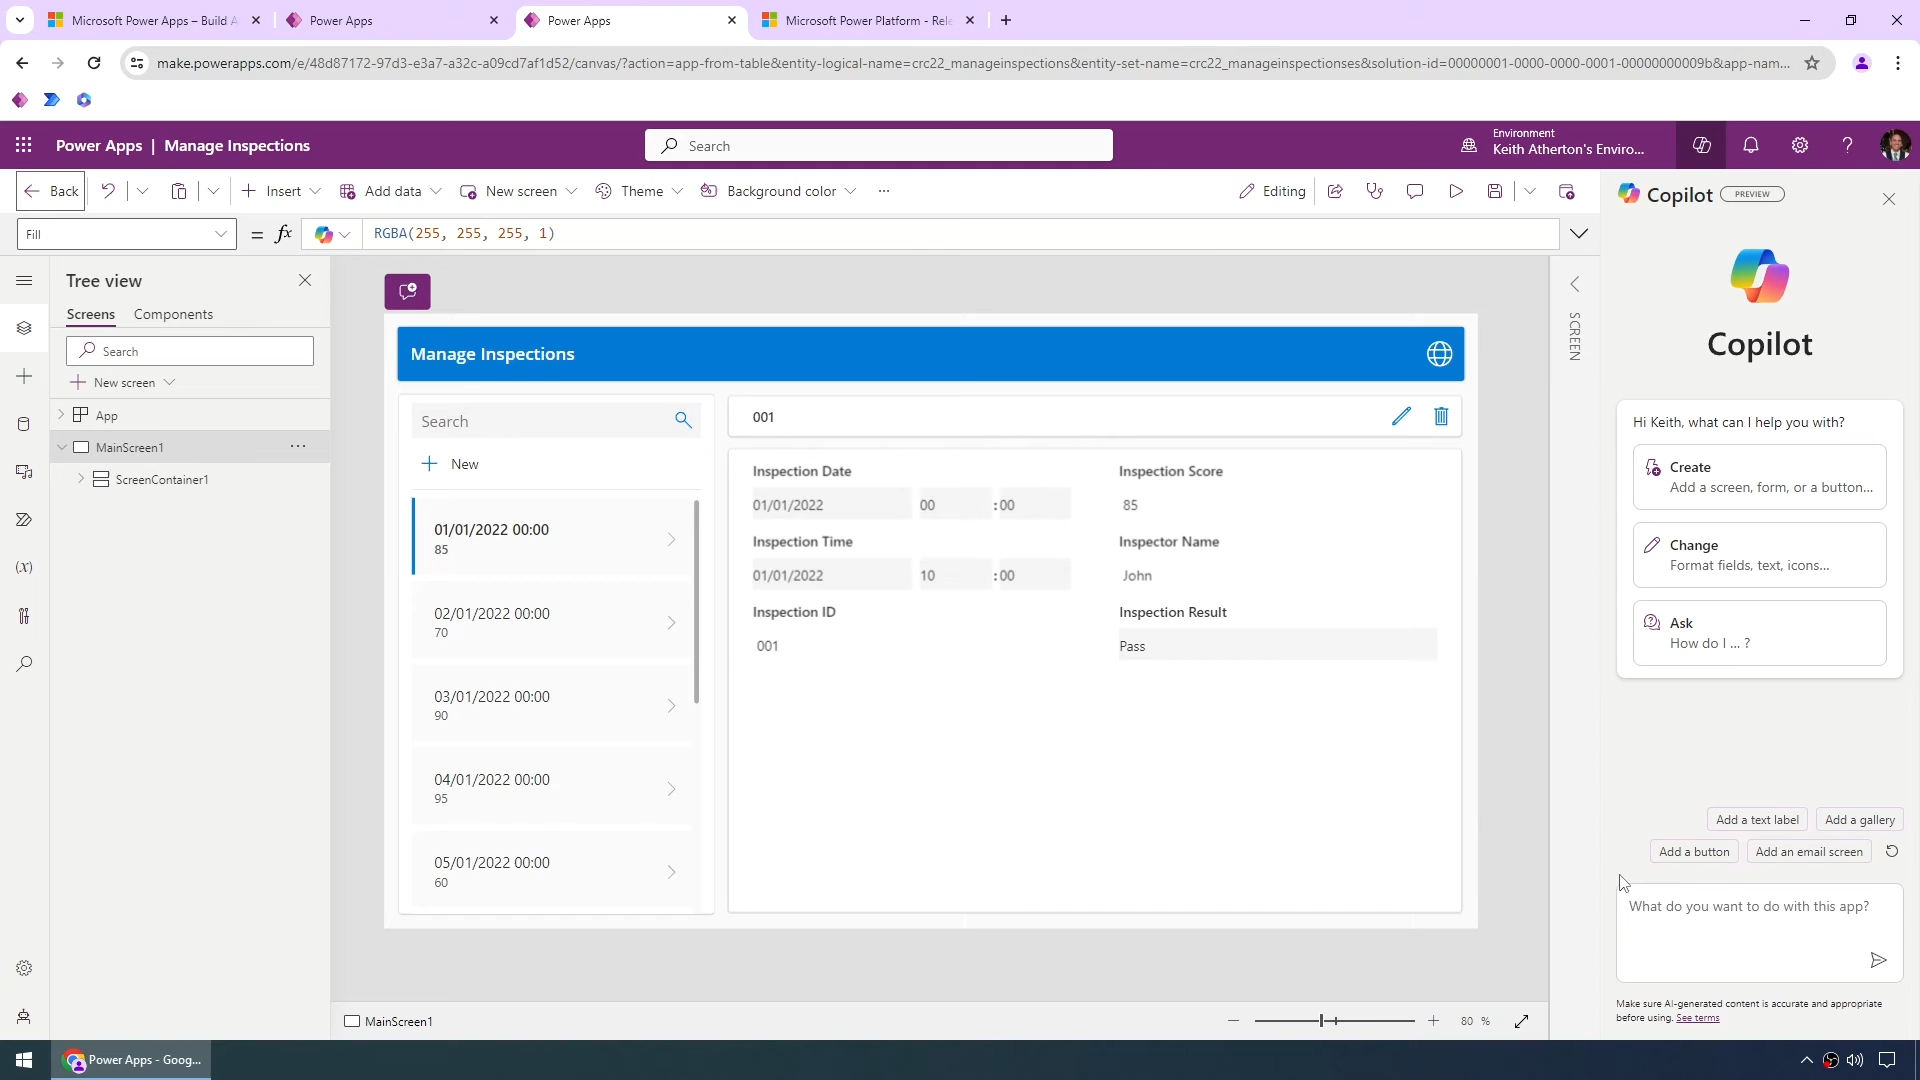 Microsoft Power Apps – Build A
Power Apps
Power Apps
Microsoft Power Platform - Rele
make.powerapps.com/e/48d87172-97d3-e3a7-a32c-a09cd7af1d52/canvas/?action=app-from-table&entity-logical-name=crc22_manageinspections&entity-set-name=crc22_manageinspectionses&solution-id=00000001-0000-0000-0001-00000000009b&app-nam...
Power Apps | Manage Inspections
Search
Environment
Keith Atherton's Enviro...
Back
Insert
Add data
New screen
Theme
Background color
Editing
Copilot PREVIEW
Fill
= fx
RGBA(255, 255, 255, 1)
Tree view
Screens Components
Search
New screen
App
MainScreen1
ScreenContainer1
Manage Inspections
Search
New
01/01/2022 00:00
85
02/01/2022 00:00
70
03/01/2022 00:00
90
04/01/2022 00:00
95
05/01/2022 00:00
60
001
Inspection Date
01/01/2022 00 :00
Inspection Score
85
Inspection Time
01/01/2022 10 :00
Inspector Name
John
Inspection ID
001
Inspection Result
Pass
SCREEN
Copilot
Hi Keith, what can I help you with?
Create
Add a screen, form, or a button...
Change
Format fields, text, icons...
Ask
How do I ... ?
Add a text label
Add a gallery
Add a button
Add an email screen
What do you want to do with this app?
Make sure AI-generated content is accurate and appropriate
before using. See terms
MainScreen1
80 %
Power Apps - Goog...